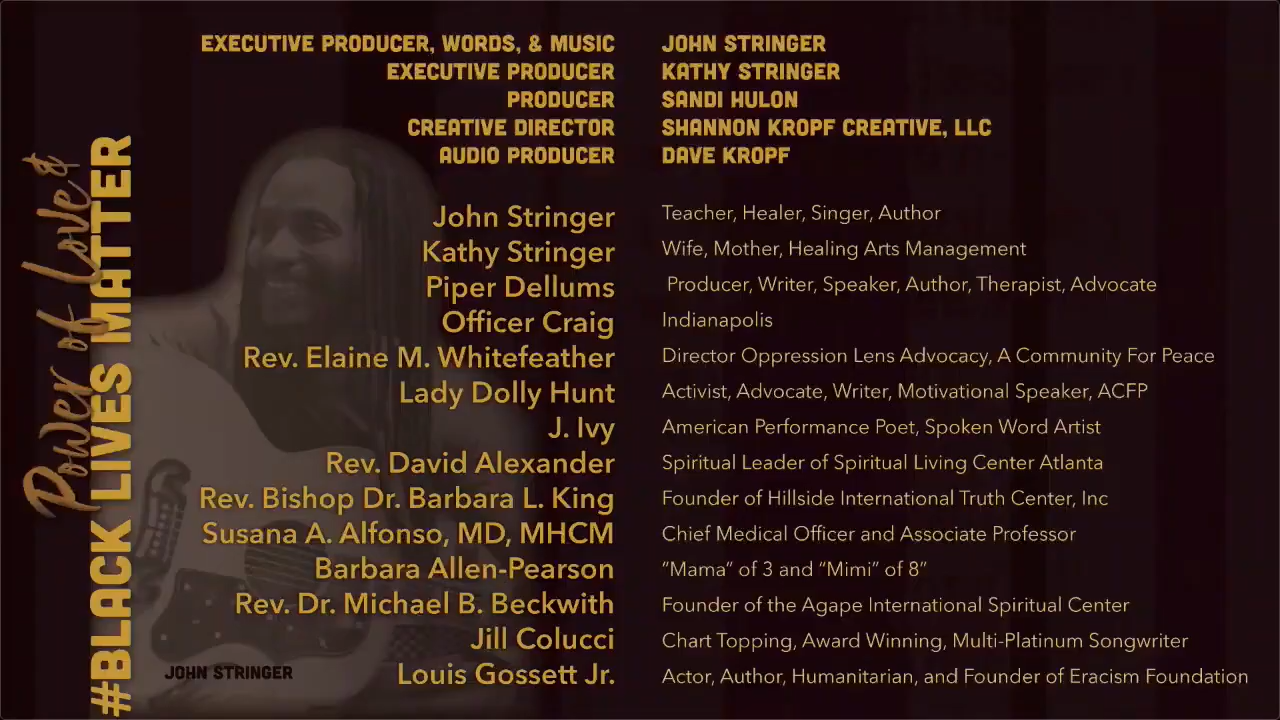 EXECUTIVE PRODUCER, WORDS, & MUSIC JOHN STRINGER
EXECUTIVE PRODUCER KATHY STRINGER
PRODUCER SANDI HULON
CREATIVE DIRECTOR SHANNON KROPF CREATIVE, LLC
AUDIO PRODUCER DAVE KROPF
John Stringer Teacher, Healer, Singer, Author
Kathy Stringer Wife, Mother, Healing Arts Management
Piper Dellums Producer, Writer, Speaker, Author, Therapist, Advocate
Officer Craig Indianapolis
Rev. Elaine M. Whitefeather Director Oppression Lens Advocacy, A Community For Peace
Lady Dolly Hunt Activist, Advocate, Writer, Motivational Speaker, ACFP
J. Ivy American Performance Poet, Spoken Word Artist
Rev. David Alexander Spiritual Leader of Spiritual Living Center Atlanta
Rev. Bishop Dr. Barbara L. King Founder of Hillside International Truth Center, Inc
Susana A. Alfonso, MD, MHCM Chief Medical Officer and Associate Professor
Barbara Allen-Pearson “Mama” of 3 and “Mimi” of 8”
Rev. Dr. Michael B. Beckwith Founder of the Agape International Spiritual Center
Jill Colucci Chart Topping, Award Winning, Multi-Platinum Songwriter
Louis Gossett Jr. Actor, Author, Humanitarian, and Founder of Eracism Foundation
Power of Love &
#BLACK LIVES MATTER
JOHN STRINGER